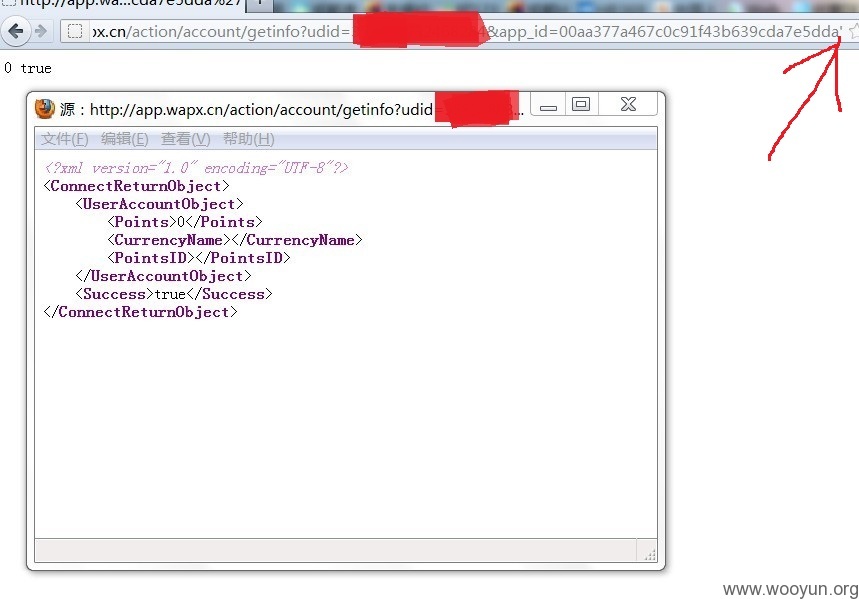 http://app.wa...cda7e5dda%27
px.cn/action/account/getinfo?udid= &app_id=00aa377a467c0c91f43b639cda7e5dda'
0 true
源：http://app.wapx.cn/action/account/getinfo?udid= ...
文件(F) 编辑(E) 查看(V) 帮助(H)
<?xml version="1.0" encoding="UTF-8"?>
<ConnectReturnObject>
<UserAccountObject>
<Points>0</Points>
<CurrencyName></CurrencyName>
<PointsID></PointsID>
</UserAccountObject>
<Success>true</Success>
</ConnectReturnObject>
www.wooyun.org